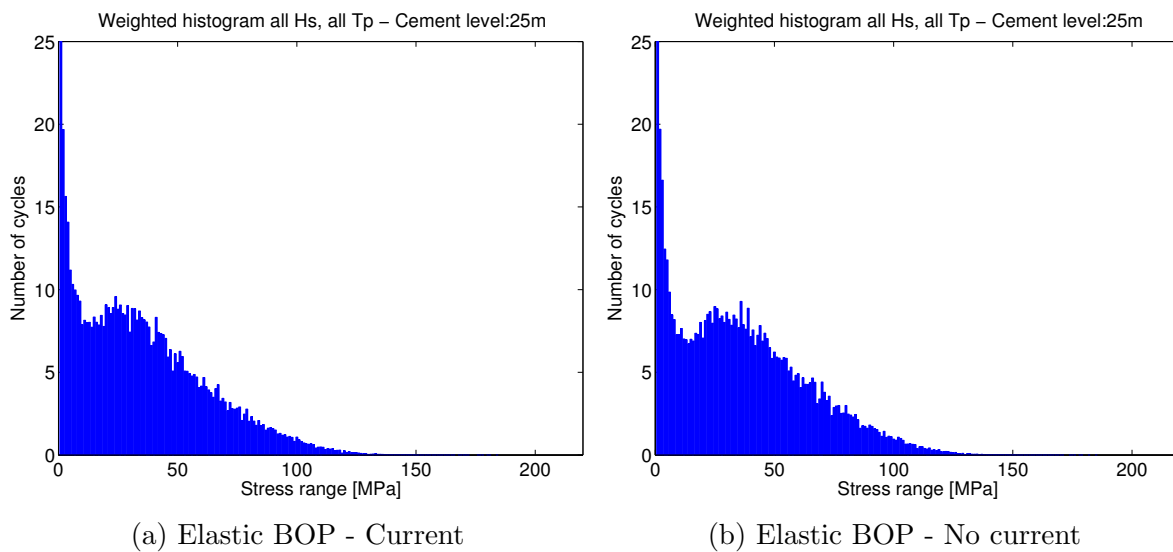 Weighted histogram all Hs, all Tp − Cement level:25m
25
20
15
10
5
0
Number of cycles
0 50 100 150 200
Stress range [MPa]
(a) Elastic BOP - Current
Weighted histogram all Hs, all Tp − Cement level:25m
25
20
15
10
5
0
Number of cycles
0 50 100 150 200
Stress range [MPa]
(b) Elastic BOP - No current